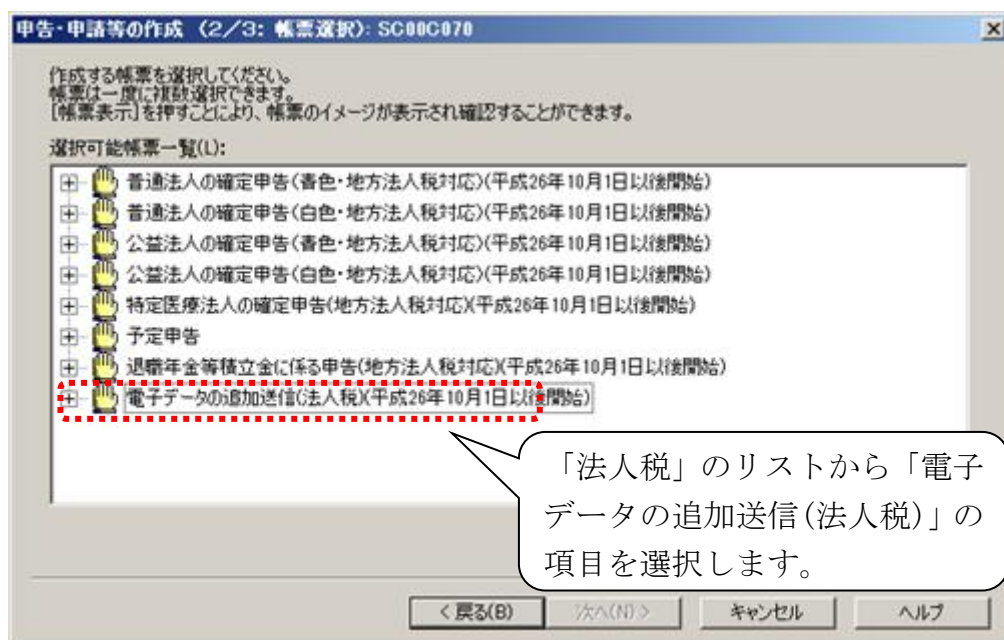 申告・申請等の作成 (2/3: 帳票選択): SC00C070
作成する帳票を選択してください。
帳票は一度に複数選択できます。
[帳票表示]を押すことにより、帳票のイメージが表示され確認することができます。
選択可能帳票一覧(L):
普通法人の確定申告(青色・地方法人税対応)(平成26年10月1日以後開始)
普通法人の確定申告(白色・地方法人税対応)(平成26年10月1日以後開始)
公益法人の確定申告(青色・地方法人税対応)(平成26年10月1日以後開始)
公益法人の確定申告(白色・地方法人税対応)(平成26年10月1日以後開始)
特定医療法人の確定申告(地方法人税対応)(平成26年10月1日以後開始)
予定申告
退職年金等積立金に係る申告(地方法人税対応)(平成26年10月1日以後開始)
電子データの追加送信(法人税)(平成26年10月1日以後開始)
「法人税」のリストから「電子
データの追加送信(法人税)」の
項目を選択します。
< 戻る(B)
次へ(N) >
キャンセル
ヘルプ